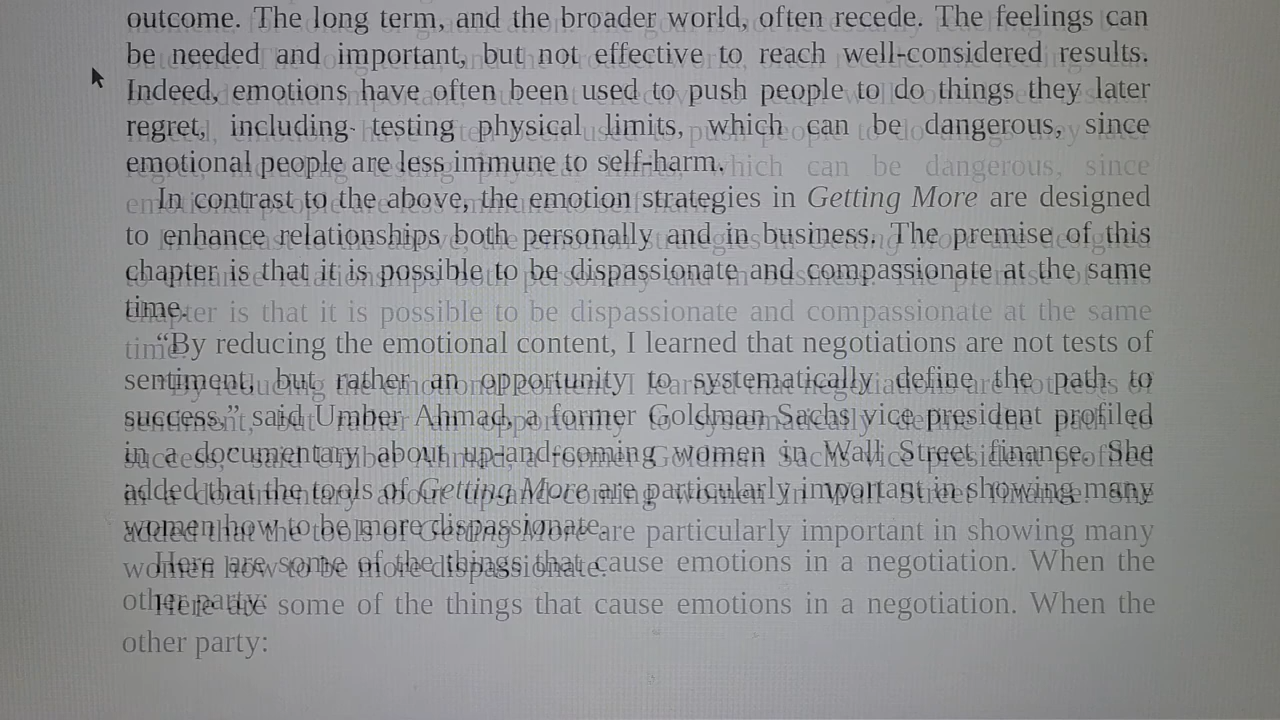 outcome. The long term, and the broader world, often recede. The feelings can
be needed and important, but not effective to reach well-considered results.
Indeed, emotions have often been used to push people to do things they later
regret, including testing physical limits, which can be dangerous, since
emotional people are less immune to self-harm.
In contrast to the above, the emotion strategies in Getting More are designed
to enhance relationships both personally and in business. The premise of this
chapter is that it is possible to be dispassionate and compassionate at the same
time.
“By reducing the emotional content, I learned that negotiations are not tests of
sentiment, but rather an opportunity to systematically define the path to
success,” said Umber Ahmad, a former Goldman Sachs vice president profiled
in a documentary about up-and-coming women in Wall Street finance. She
added that the tools of Getting More are particularly important in showing many
women how to be more dispassionate.
Here are some of the things that cause emotions in a negotiation. When the
other party: